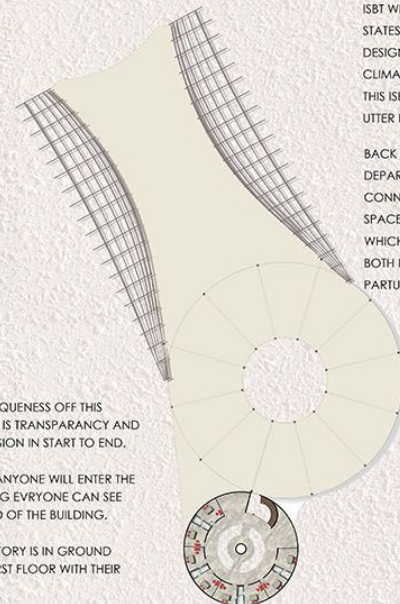 ISBT WI
STATES
DESIGN
CLIMA
THIS ISB
UTTER
BACK
DEPAR
CONN
SPACE
WHICH
BOTH
PARTU
QUENESS OFF THIS
IS TRANSPARANCY AND
SION IN START TO END.
ANYONE WILL ENTER THE
G EVRYONE CAN SEE
D OF THE BUILDING.
TORY IS IN GROUND
RST FLOOR WITH THEIR